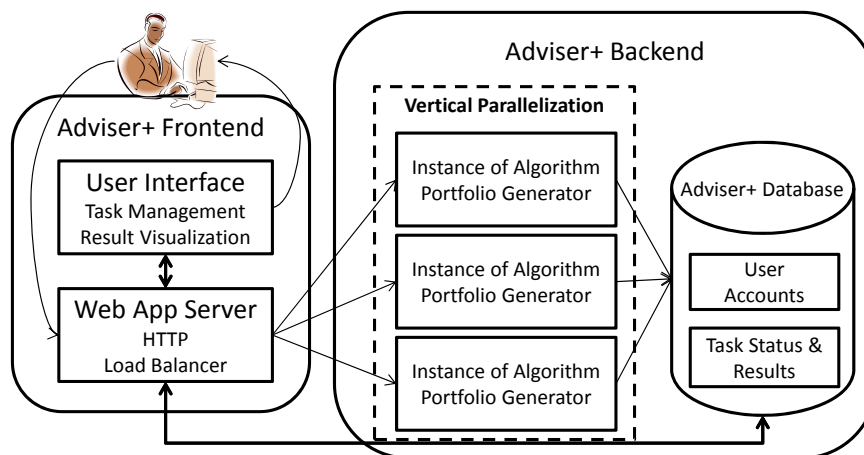 Adviser+ Frontend
User Interface
Task Management
Result Visualization
Web App Server
HTTP
Load Balancer
Adviser+ Backend
Vertical Parallelization
Instance of Algorithm
Portfolio Generator
Instance of Algorithm
Portfolio Generator
Instance of Algorithm
Portfolio Generator
Adviser+ Database
User
Accounts
Task Status &
Results